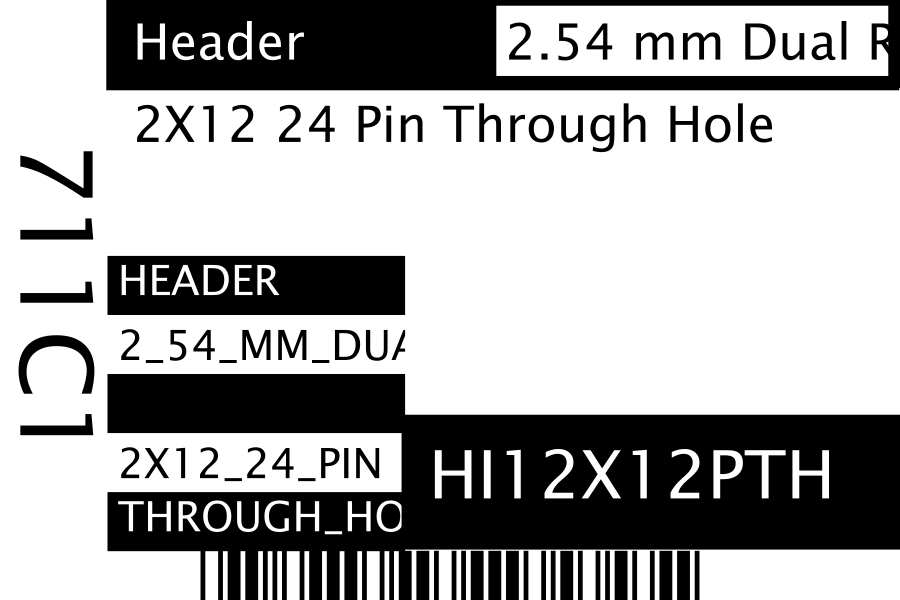 Header
2.54 mm Dual R
2X12 24 Pin Through Hole
711C1
HEADER
2_54_MM_DUA
2X12_24_PIN
THROUGH_HO
HI12X12PTH